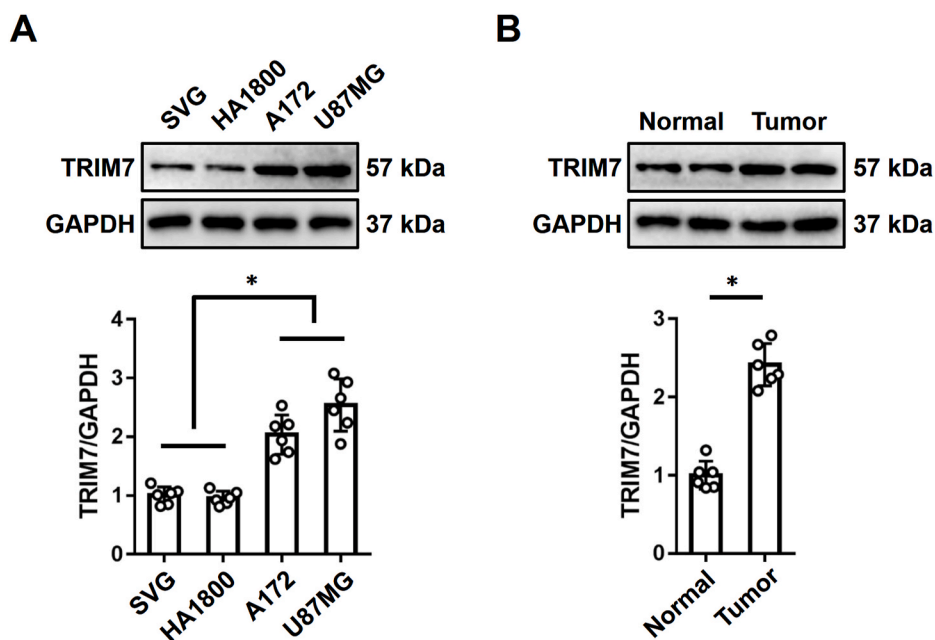 A
SVG HA1800 A172 U87MG
TRIM7 57 kDa
GAPDH 37 kDa
*
TRIM7/GAPDH
4
3
2
1
0
SVG HA1800 A172 U87MG
B
Normal Tumor
TRIM7 57 kDa
GAPDH 37 kDa
*
TRIM7/GAPDH
3
2
1
0
Normal Tumor